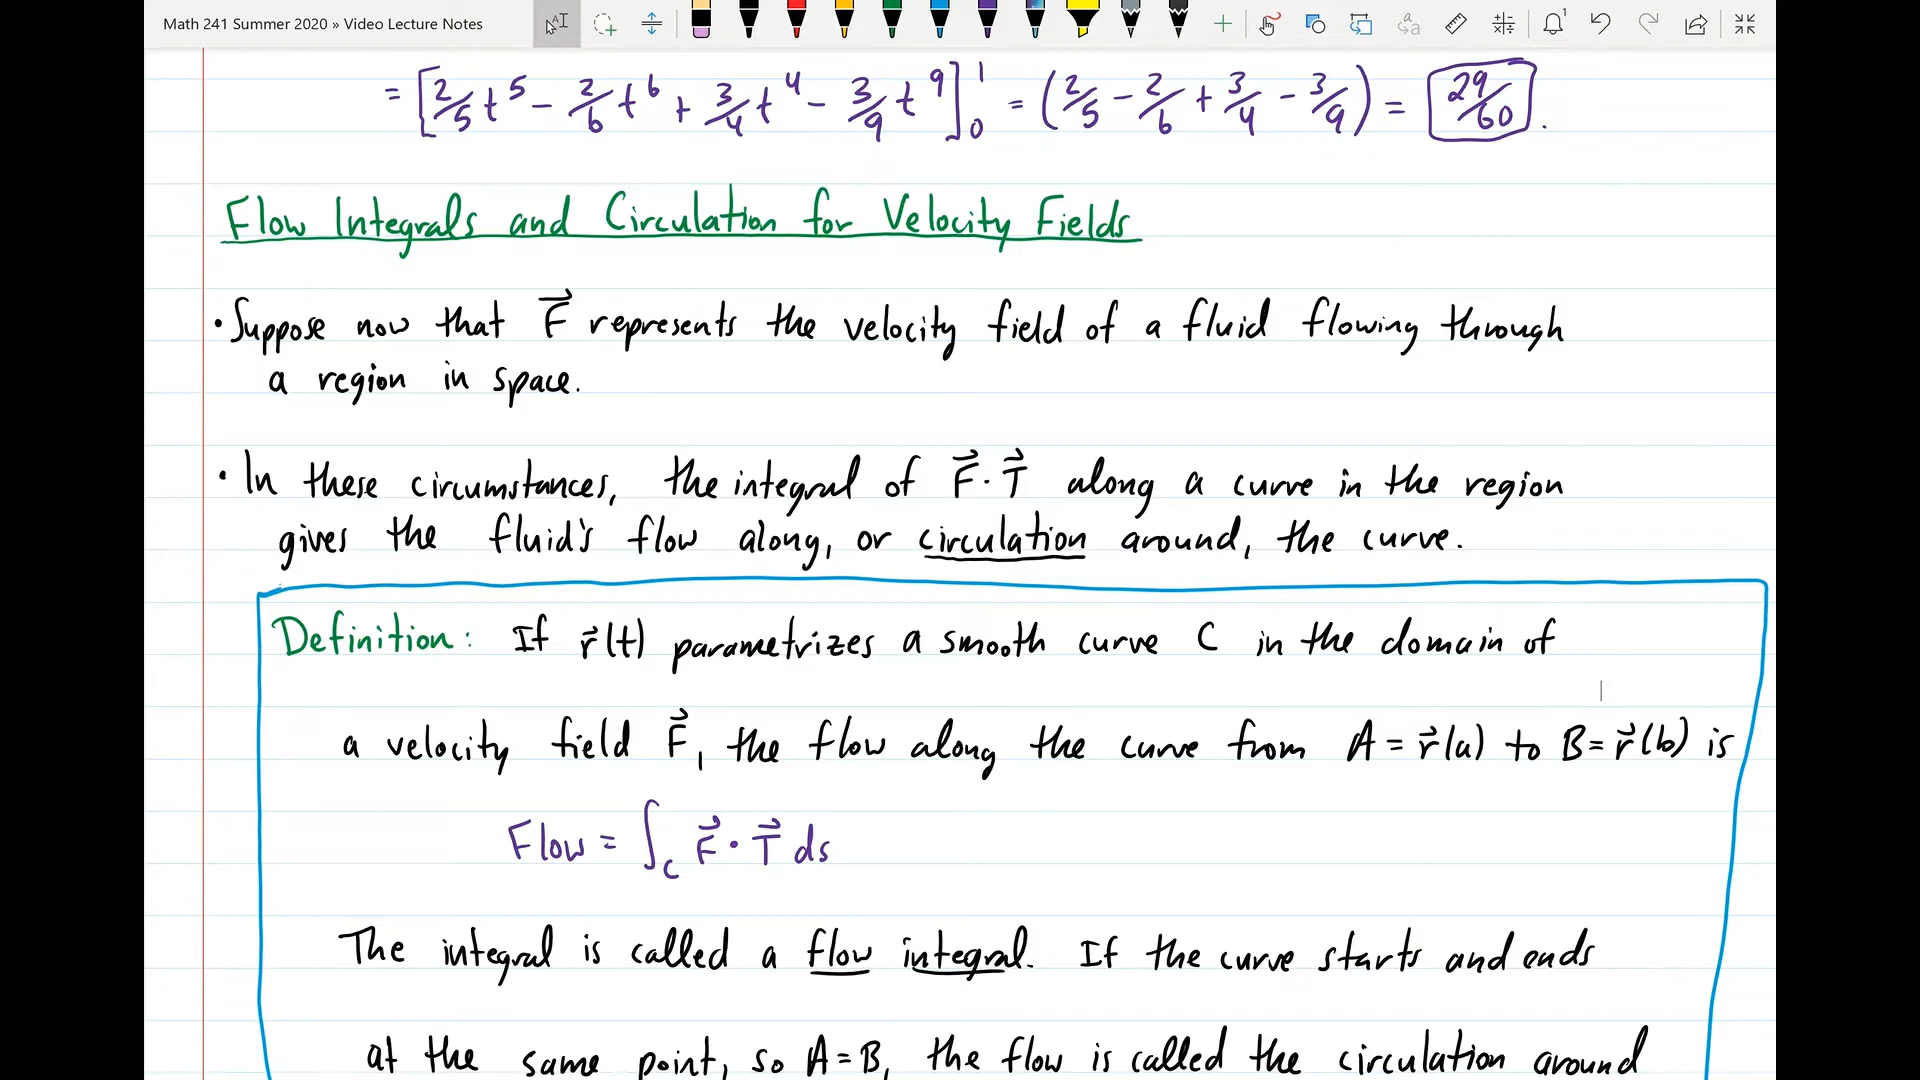 Math 241 Summer 2020 » Video Lecture Notes
= [2/5 t^5 − 2/6 t^6 + 3/4 t^4 − 3/9 t^9]_0^1 = (2/5 − 2/6 + 3/4 − 3/9) = 29/60.
Flow Integrals and Circulation for Velocity Fields
• Suppose now that F⃗ represents the velocity field of a fluid flowing through
a region in space.
• In these circumstances, the integral of F⃗ · T⃗ along a curve in the region
gives the fluid's flow along, or circulation around, the curve.
Definition: If r⃗(t) parametrizes a smooth curve C in the domain of
a velocity field F⃗, the flow along the curve from A = r⃗(a) to B = r⃗(b) is
Flow = ∫_C F⃗ · T⃗ ds
The integral is called a flow integral. If the curve starts and ends
at the same point, so A = B, the flow is called the circulation around